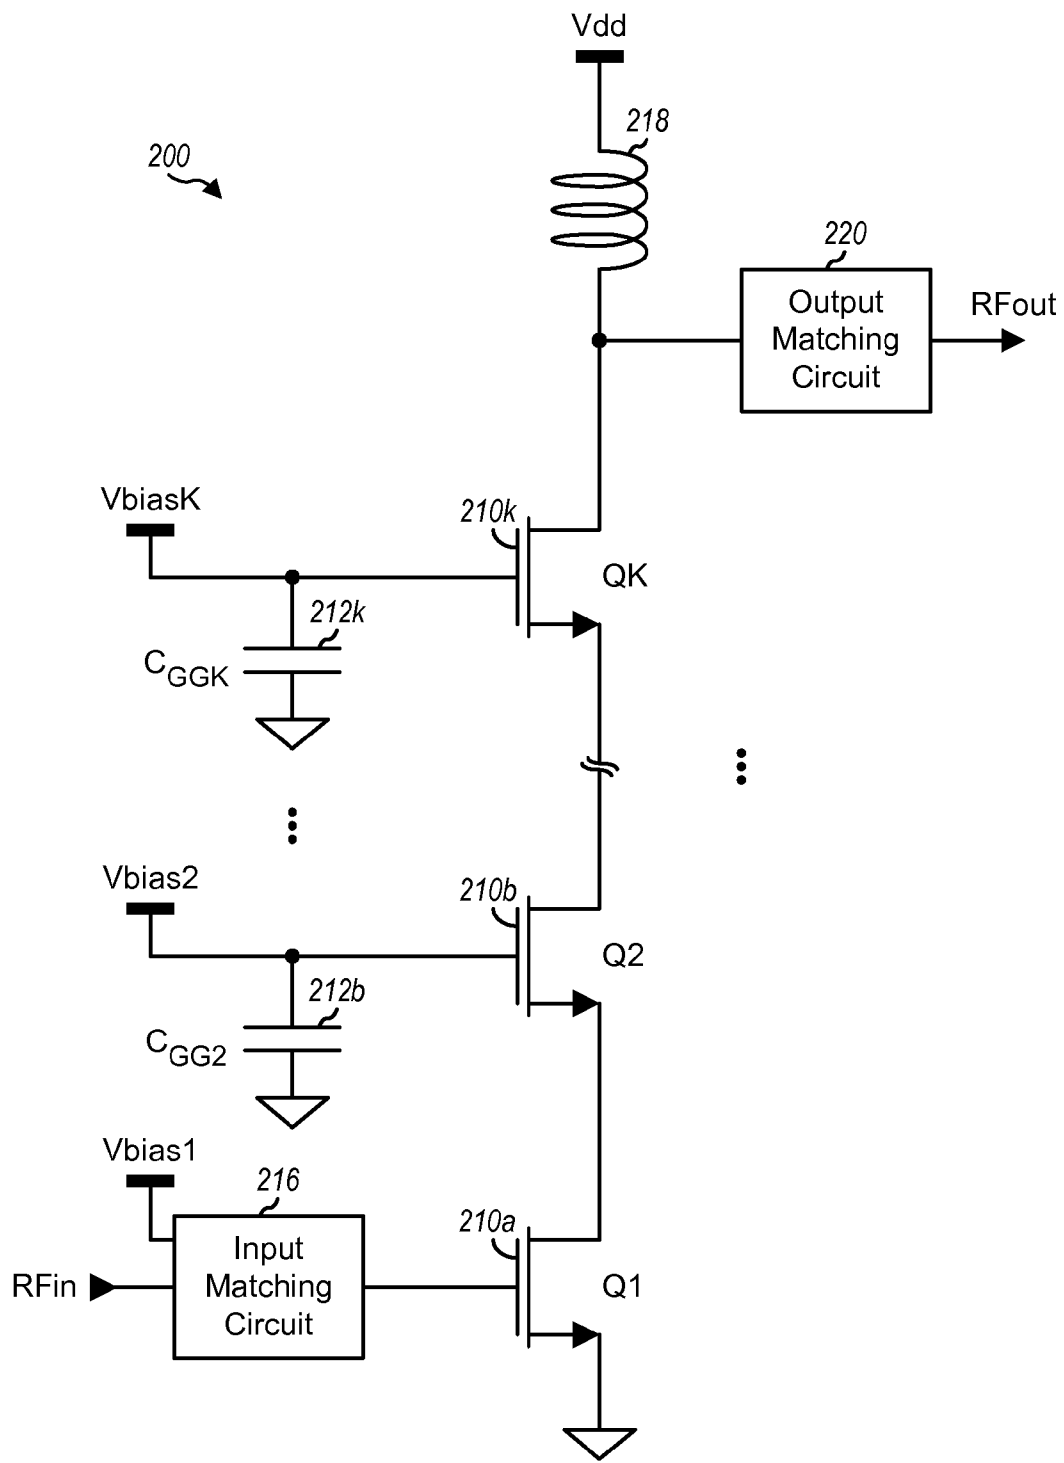 Vdd
218
200
220
Output
Matching
Circuit
RFout
VbiasK
210k
QK
212k
CGGK
Vbias2
210b
Q2
212b
CGG2
Vbias1
216
210a
Input
Matching
Circuit
RFin
Q1